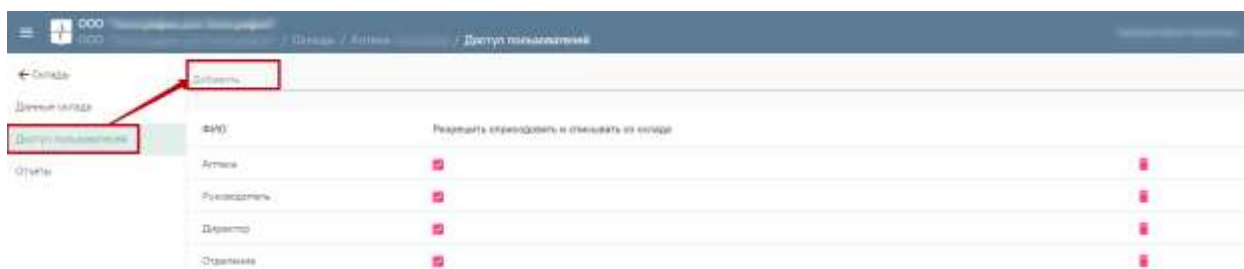 ООО
ООО / Склады / Аптека / Доступ пользователей
Склады
Добавить
Данные склада
Доступ пользователей
Отчеты
ФИО Разрешить оприходовать и списывать со склада
Аптека
Руководитель
Директор
Отделение